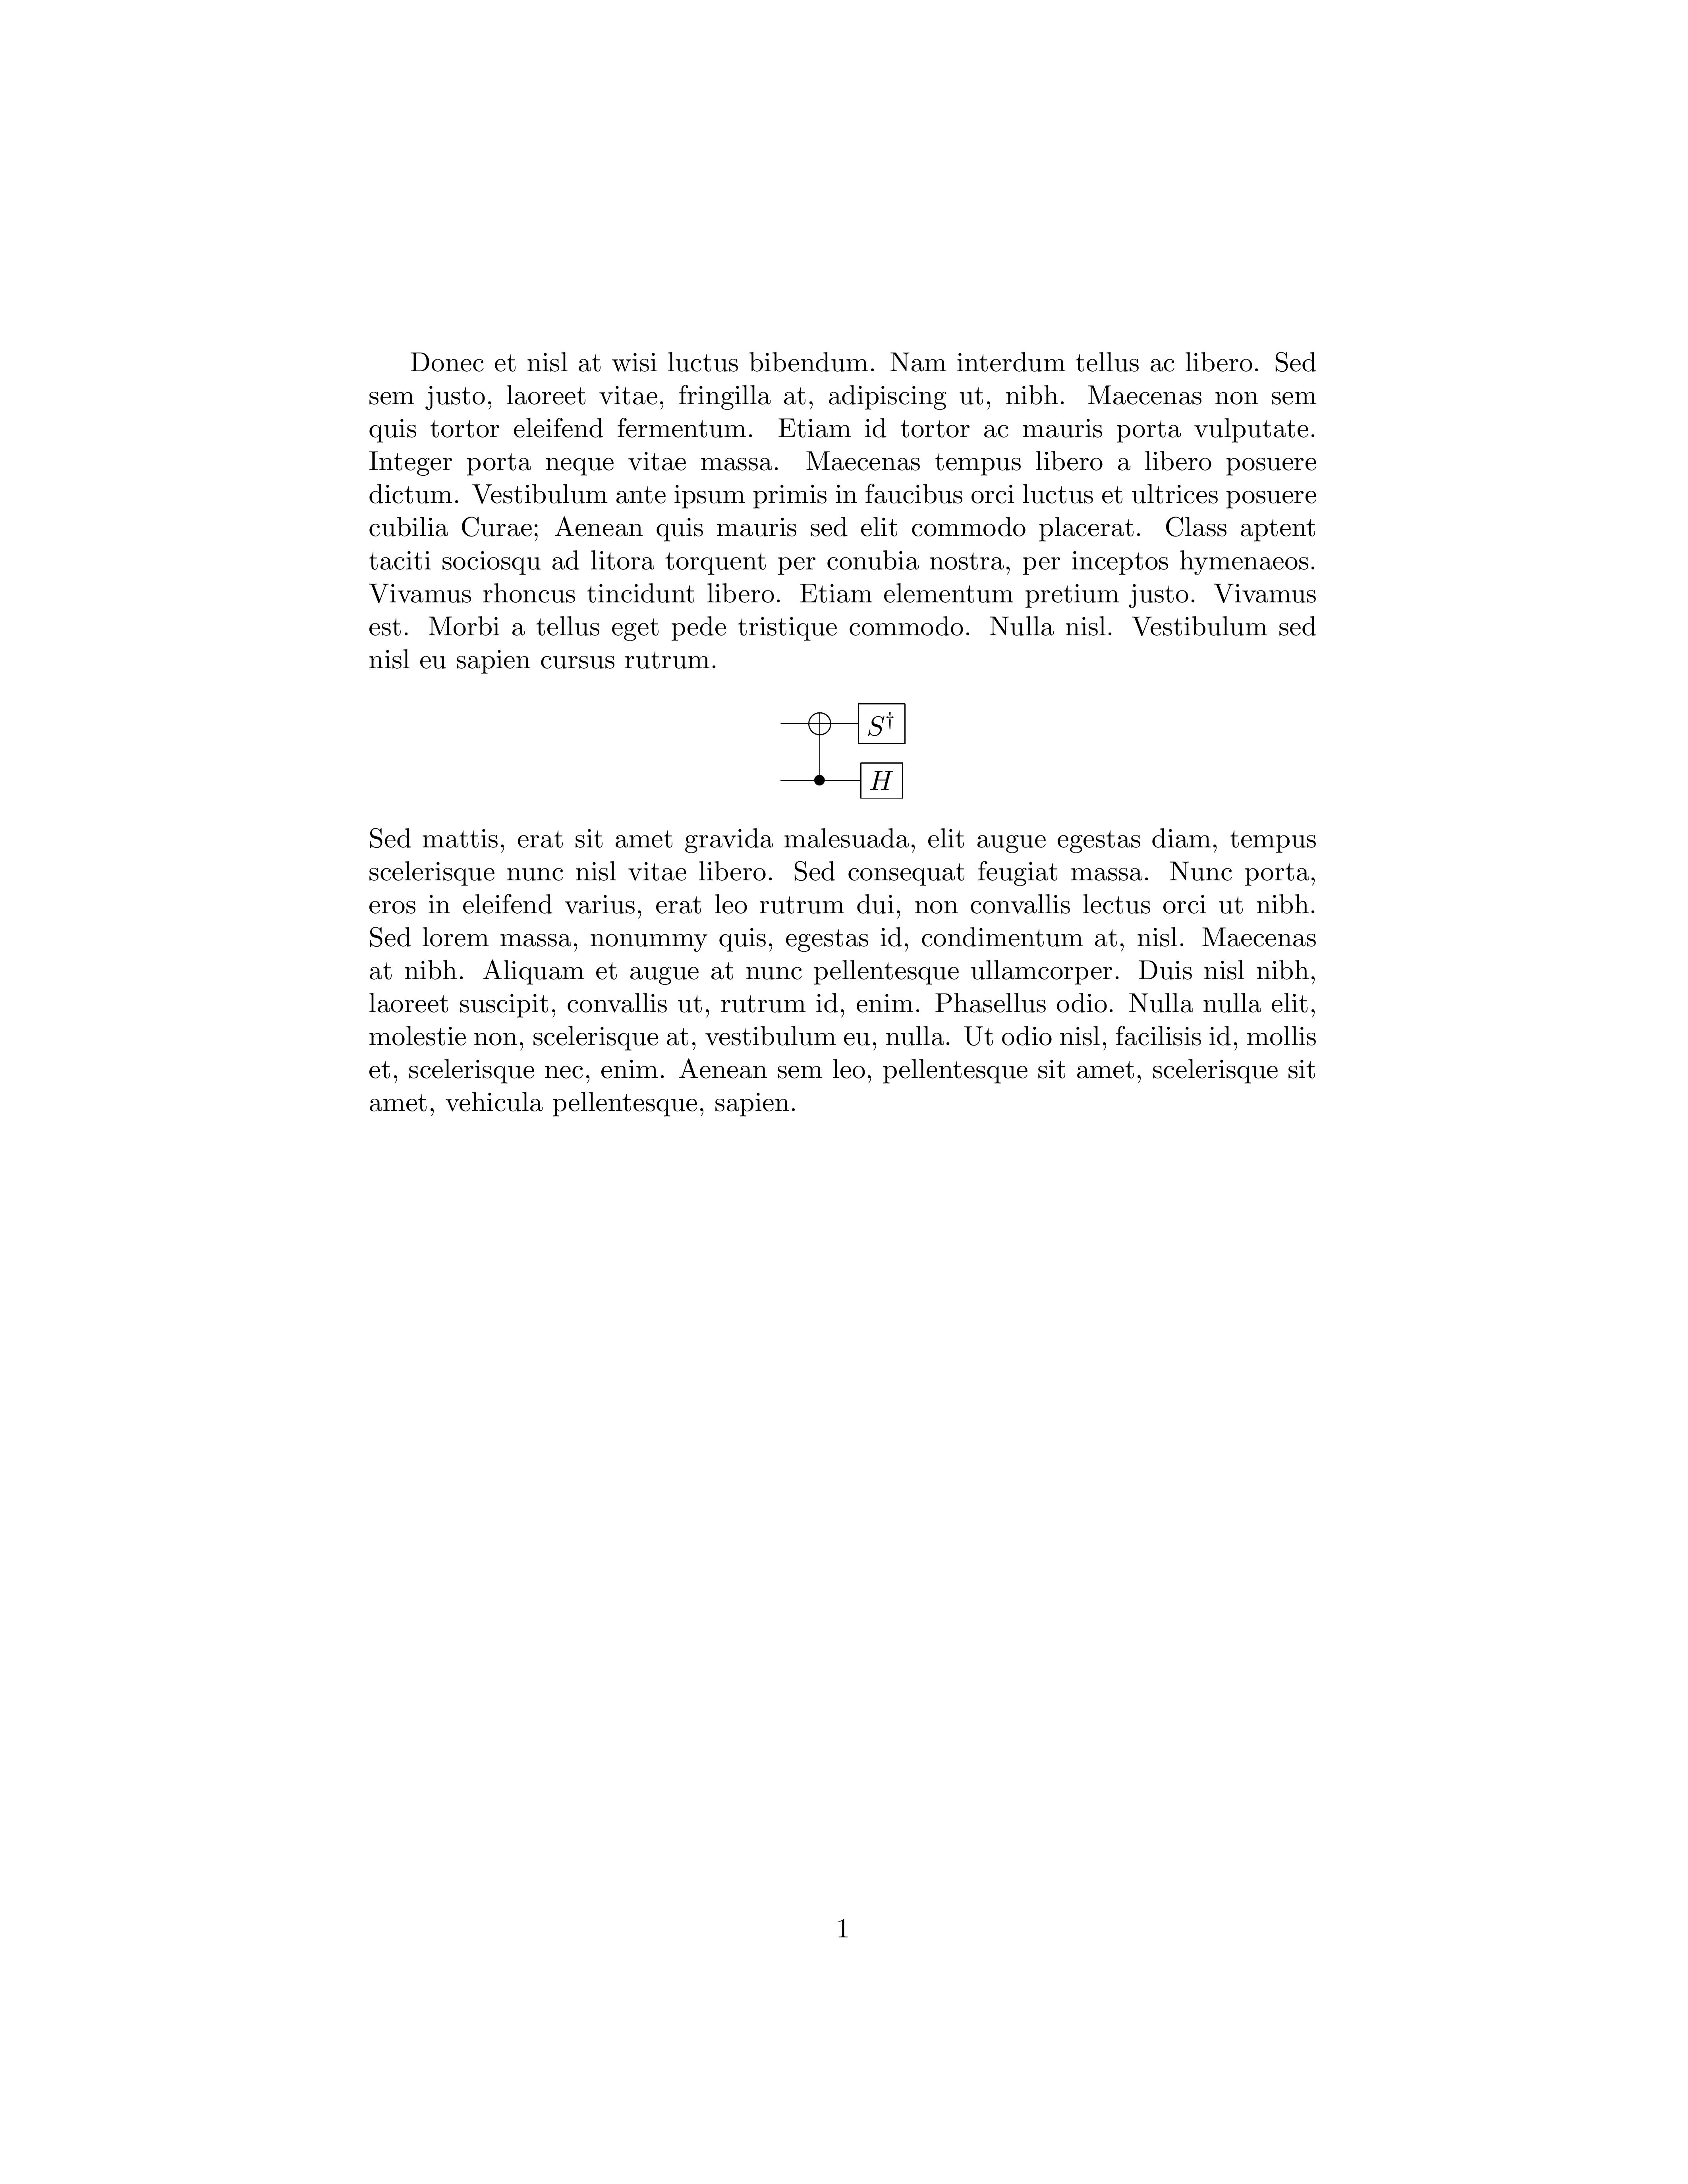 Donec et nisl at wisi luctus bibendum. Nam interdum tellus ac libero. Sed
sem justo, laoreet vitae, fringilla at, adipiscing ut, nibh. Maecenas non sem
quis tortor eleifend fermentum. Etiam id tortor ac mauris porta vulputate.
Integer porta neque vitae massa. Maecenas tempus libero a libero posuere
dictum. Vestibulum ante ipsum primis in faucibus orci luctus et ultrices posuere
cubilia Curae; Aenean quis mauris sed elit commodo placerat. Class aptent
taciti sociosqu ad litora torquent per conubia nostra, per inceptos hymenaeos.
Vivamus rhoncus tincidunt libero. Etiam elementum pretium justo. Vivamus
est. Morbi a tellus eget pede tristique commodo. Nulla nisl. Vestibulum sed
nisl eu sapien cursus rutrum.
S†
H
Sed mattis, erat sit amet gravida malesuada, elit augue egestas diam, tempus
scelerisque nunc nisl vitae libero. Sed consequat feugiat massa. Nunc porta,
eros in eleifend varius, erat leo rutrum dui, non convallis lectus orci ut nibh.
Sed lorem massa, nonummy quis, egestas id, condimentum at, nisl. Maecenas
at nibh. Aliquam et augue at nunc pellentesque ullamcorper. Duis nisl nibh,
laoreet suscipit, convallis ut, rutrum id, enim. Phasellus odio. Nulla nulla elit,
molestie non, scelerisque at, vestibulum eu, nulla. Ut odio nisl, facilisis id, mollis
et, scelerisque nec, enim. Aenean sem leo, pellentesque sit amet, scelerisque sit
amet, vehicula pellentesque, sapien.
1